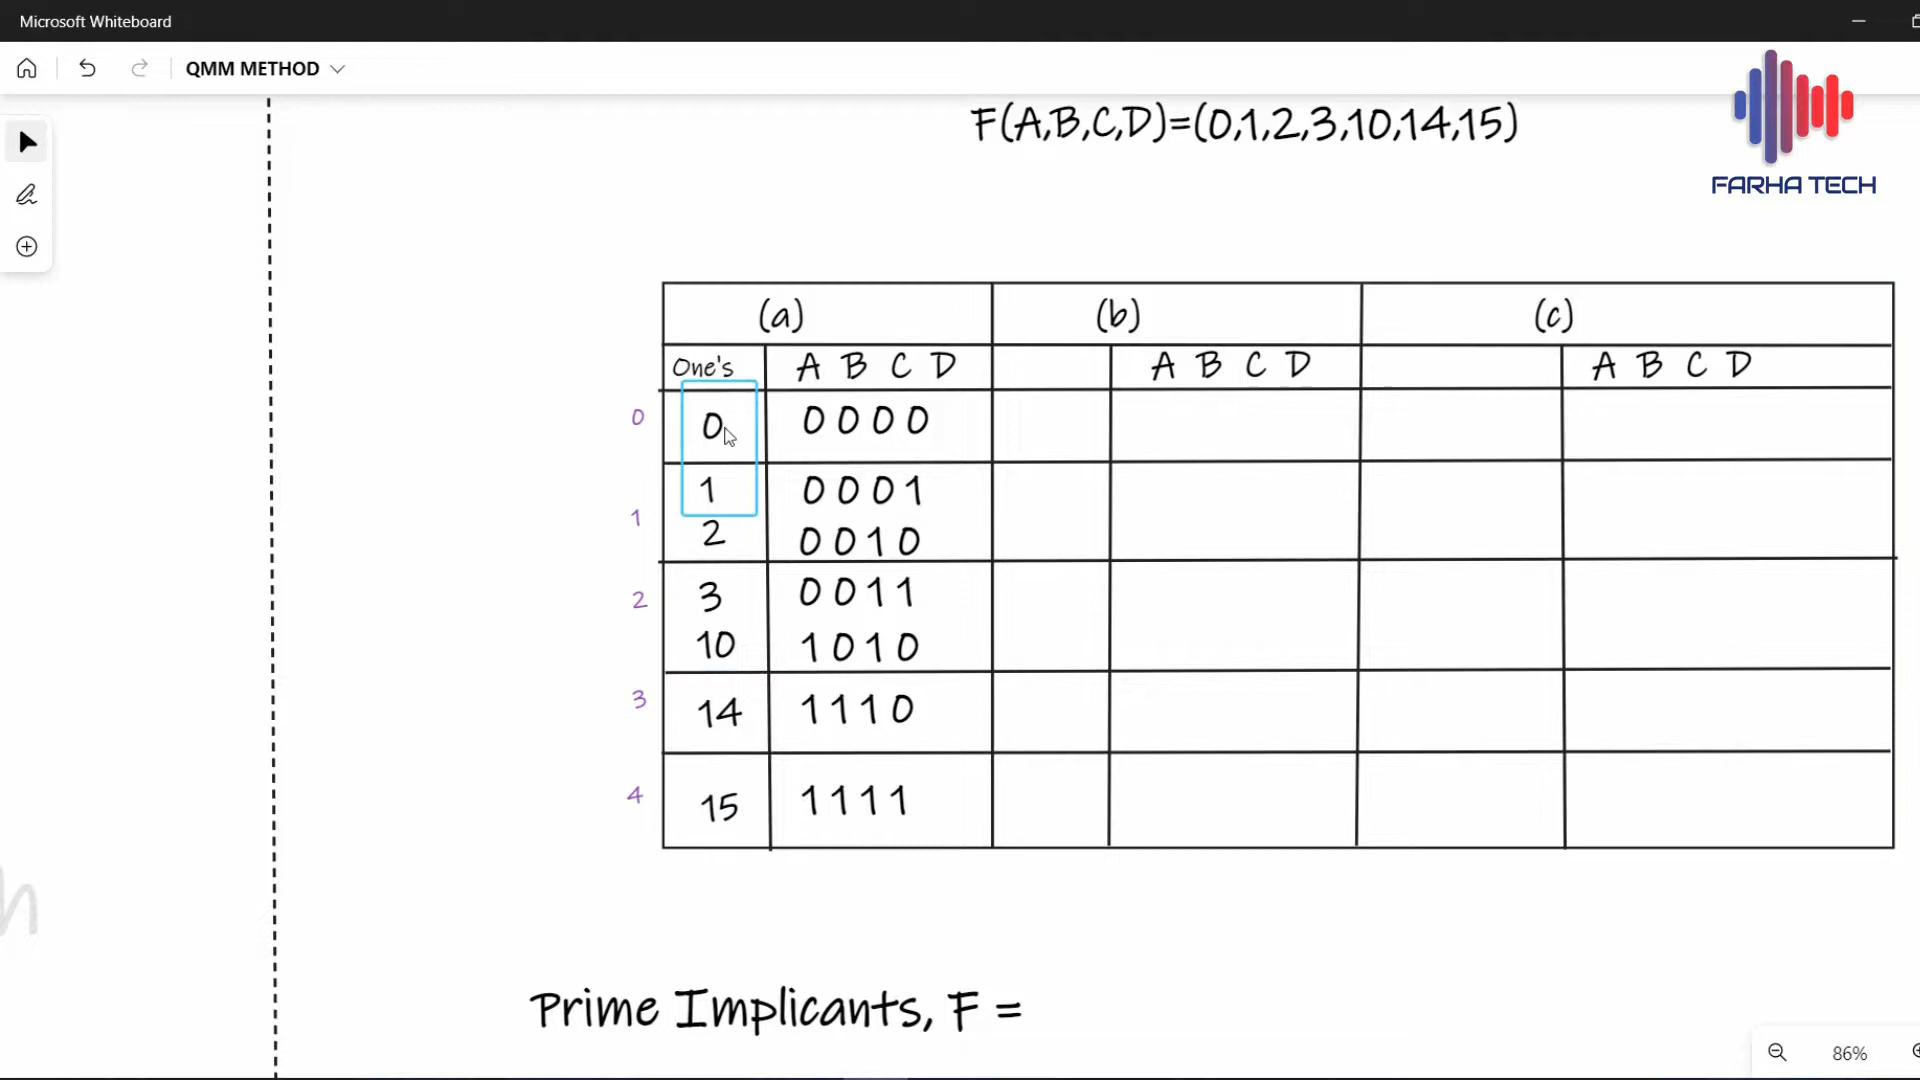 Microsoft Whiteboard
QMM METHOD
F(A,B,C,D)=(0,1,2,3,10,14,15)
FARHA TECH
(a) (b) (c)
One's A B C D A B C D A B C D
0 0 0 0 0 0
1 0 0 0 1
1
2 0 0 1 0
2 3 0 0 1 1
10 1 0 1 0
3 14 1 1 1 0
4 15 1 1 1 1
h
Prime Implicants, F =
86%